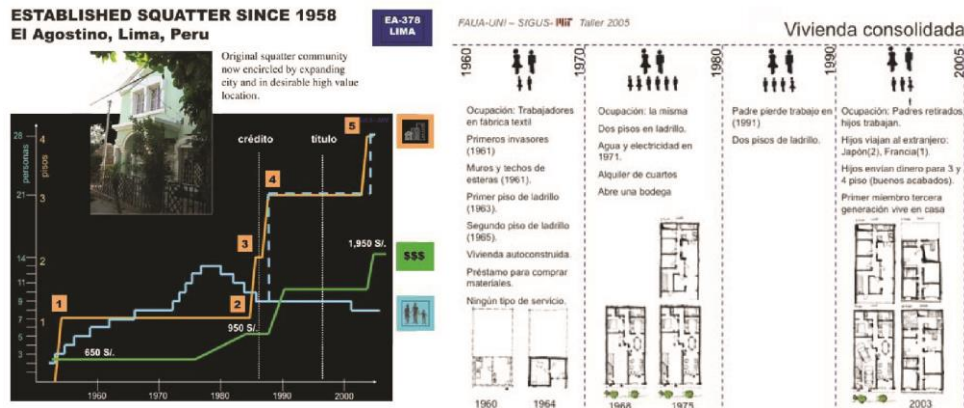 ESTABLISHED SQUATTER SINCE 1958
El Agostino, Lima, Peru
EA-378
LIMA
Original squatter community
now encircled by expanding
city and in desirable high value
location.
personas
pisos
28
21
14
11
9
7
5
3
4
3
2
1
crédito
título
1
2
3
4
5
650 S/.
950 S/.
1,950 S/.
$$$
1960
1970
1980
1990
2000
FAUA-UNI – SIGUS- MIT Taller 2005
Vivienda consolidada
1960
1970
1980
1990
2005
Ocupación: Trabajadores
en fábrica textil
Primeros invasores
(1961)
Muros y techos de
esteras (1961).
Primer piso de ladrillo
(1963).
Segundo piso de ladrillo
(1965).
Vivienda autoconstruida.
Préstamo para comprar
materiales.
Ningún tipo de servicio.
1960
1964
Ocupación: la misma
Dos pisos en ladrillo.
Agua y electricidad en
1971.
Alquiler de cuartes
Abre una bodega
1968
1975
Padre pierde trabajo en
(1991)
Dos pisos de ladrillo.
Ocupación: Padres retirados,
hijos trabajan.
Hijos viajan al extranjero:
Japón(2), Francia(1).
Hijos envían dinero para 3 y
4 piso (buenos acabados).
Primer miembro tercera
generación vive en casa
2003